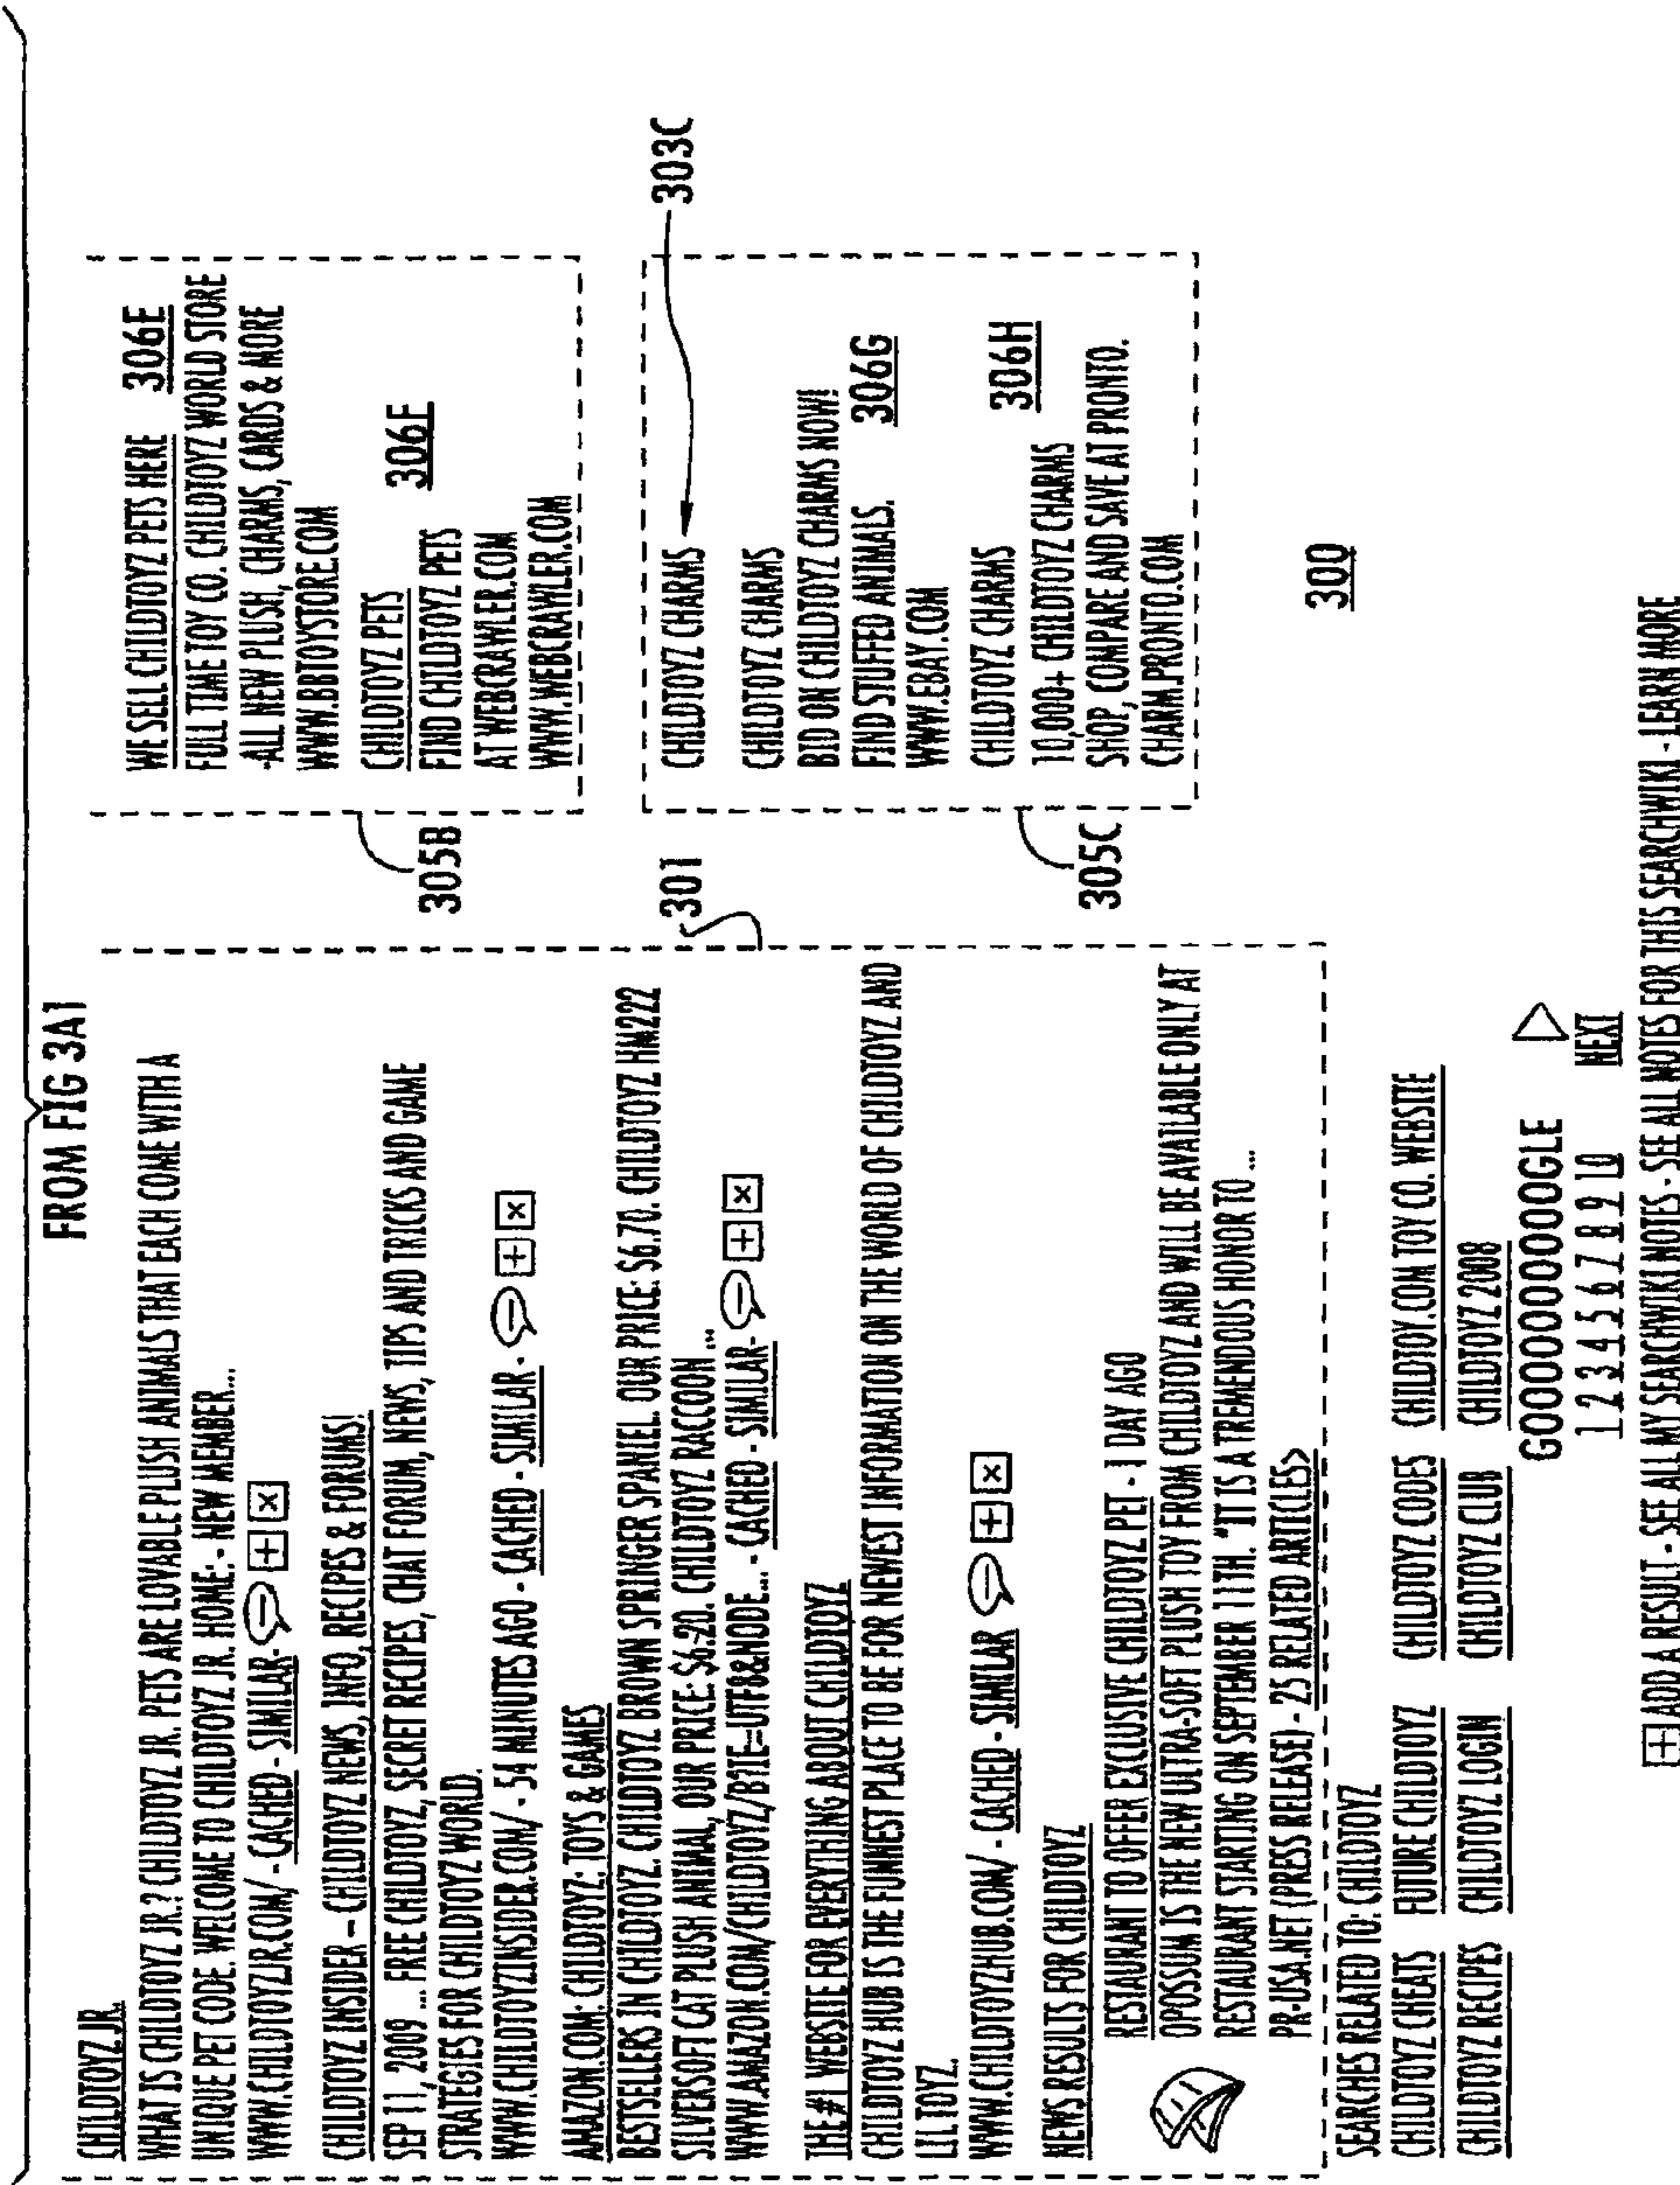 FROM FIG 3A1
CHILDTOYZ JR.
WHAT IS CHILDTOYZ JR.? CHILDTOYZ JR. PETS ARE LOVABLE PLUSH ANIMALS THAT EACH COME WITH A
UNIQUE PET CODE. WELCOME TO CHILDTOYZ JR. HOME: - NEW MEMBER...
WWW.CHILDTOYZJR.COM/ - CACHED - SIMILAR-
CHILDTOYZ INSIDER – CHILDTOYZ NEWS, INFO, RECIPES & FORUMS!
SEP 11, 2009 ... FREE CHILDTOYZ, SECRET RECIPES, CHAT FORUM, NEWS, TIPS AND TRICKS AND GAME
STRATEGIES FOR CHILDTOYZ WORLD.
WWW.CHILDTOYZINSIDER.COM/ - 54 MINUTES AGO - CACHED - SIMILAR -
AMAZON.COM: CHILDTOYZ: TOYS & GAMES
BESTSELLERS IN CHILDTOYZ. CHILDTOYZ BROWN SPRINGER SPANIEL. OUR PRICE: $6.70. CHILDTOYZ HM222
SILVERSOFT CAT PLUSH ANIMAL, OUR PRICE: $6.20. CHILDTOYZ RACCOON ...
WWW.AMAZON.COM/CHILDTOYZ/B?IE=UTF8&NODE... - CACHED - SIMILAR-
THE #1 WEBSITE FOR EVERYTHING ABOUT CHILDTOYZ
CHILDTOYZ HUB IS THE FUNNEST PLACE TO BE FOR NEWEST INFORMATION ON THE WORLD OF CHILDTOYZ AND
LIL TOYZ.
WWW.CHILDTOYZHUB.COM/ - CACHED - SIMILAR
NEWS RESULTS FOR CHILDTOYZ
RESTAURANT TO OFFER EXCLUSIVE CHILDTOYZ PET - 1 DAY AGO
OPOSSUM IS THE NEW ULTRA-SOFT PLUSH TOY FROM CHILDTOYZ AND WILL BE AVAILABLE ONLY AT
RESTAURANT STARTING ON SEPTEMBER 11TH. "IT IS A TREMENDOUS HONOR TO ...
PR-USA.NET (PRESS RELEASE) - 25 RELATED ARTICLES>
301
WE SELL CHILDTOYZ PETS HERE 306E
FULL TIME TOY CO. CHILDTOYZ WORLD STORE
-ALL NEW PLUSH, CHARMS, CARDS & MORE
WWW.BBTOYSTORE.COM
CHILDTOYZ PETS 306F
FIND CHILDTOYZ PETS
AT WEBCRAWLER.COM
WWW.WEBCRAWLER.COM
305B
CHILDTOYZ CHARMS 303C
CHILDTOYZ CHARMS
BID ON CHILDTOYZ CHARMS NOW!
FIND STUFFED ANIMALS. 306G
WWW.EBAY.COM
CHILDTOYZ CHARMS 306H
10,000+ CHILDTOYZ CHARMS
SHOP, COMPARE AND SAVE AT PRONTO.
CHARM.PRONTO.COM
305C
300
SEARCHES RELATED TO: CHILDTOYZ
CHILDTOYZ CHEATS FUTURE CHILDTOYZ CHILDTOYZ CODES CHILDTOY.COM TOY CO. WEBSITE
CHILDTOYZ RECIPES CHILDTOYZ LOGIN CHILDTOYZ CLUB CHILDTOYZ 2008
GOOOOOOOOOOGLE
1 2 3 4 5 6 7 8 9 10 NEXT
ADD A RESULT - SEE ALL MY SEARCHWIKI NOTES - SEE ALL NOTES FOR THIS SEARCHWIKI - LEARN MORE